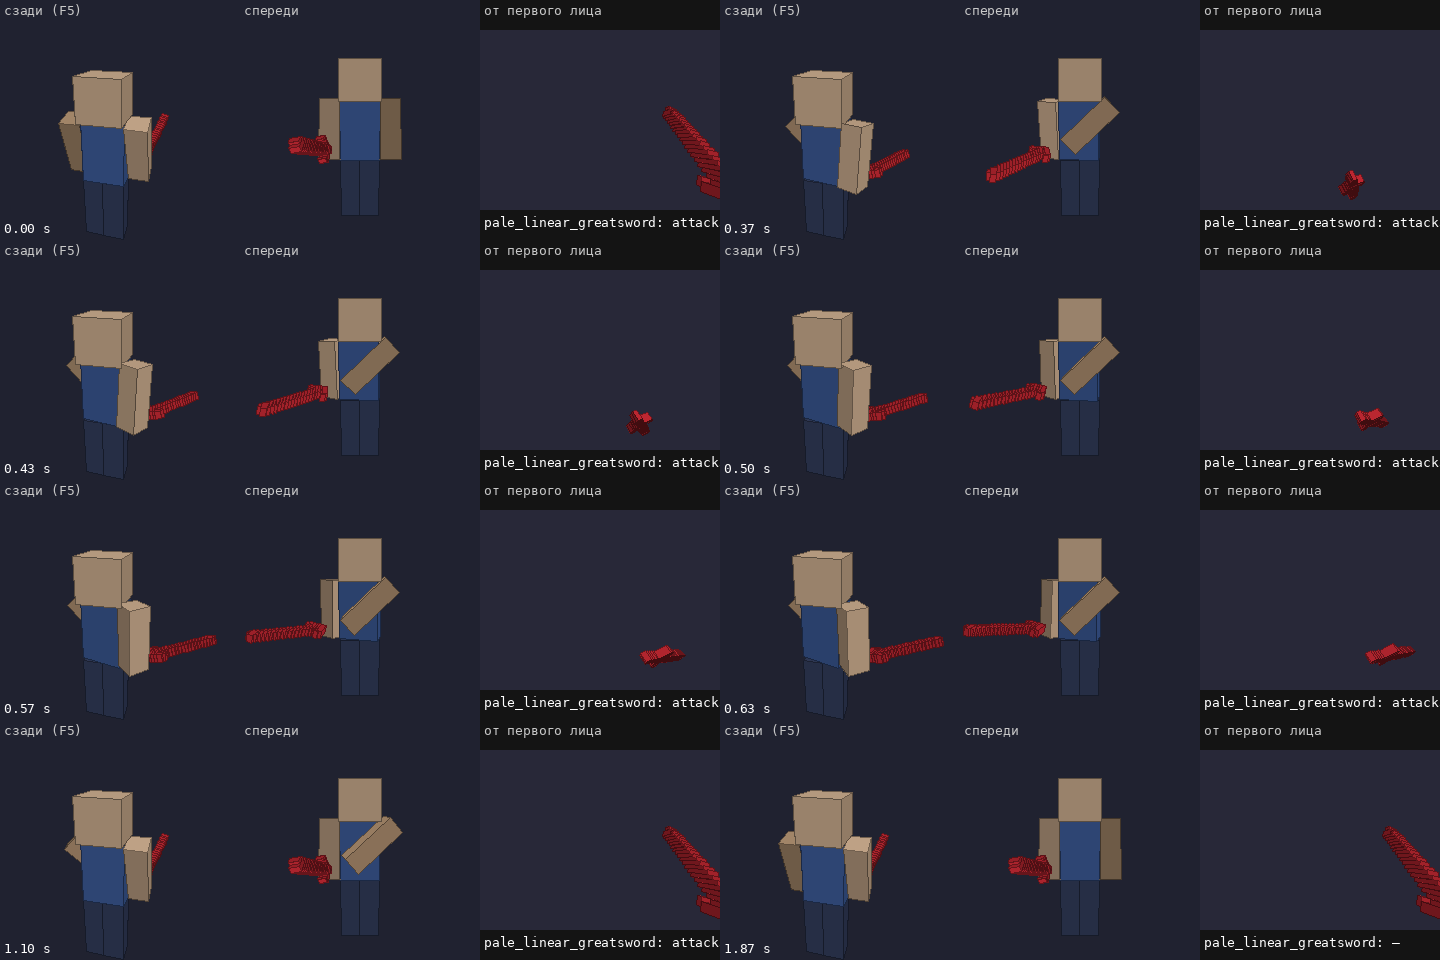 сзади (F5) спереди от первого лица сзади (F5) спереди от первого лица
0.00 s pale_linear_greatsword: attack 0.37 s pale_linear_greatsword: attack
сзади (F5) спереди от первого лица сзади (F5) спереди от первого лица
0.43 s pale_linear_greatsword: attack 0.50 s pale_linear_greatsword: attack
сзади (F5) спереди от первого лица сзади (F5) спереди от первого лица
0.57 s pale_linear_greatsword: attack 0.63 s pale_linear_greatsword: attack
сзади (F5) спереди от первого лица сзади (F5) спереди от первого лица
1.10 s pale_linear_greatsword: attack 1.87 s pale_linear_greatsword: —